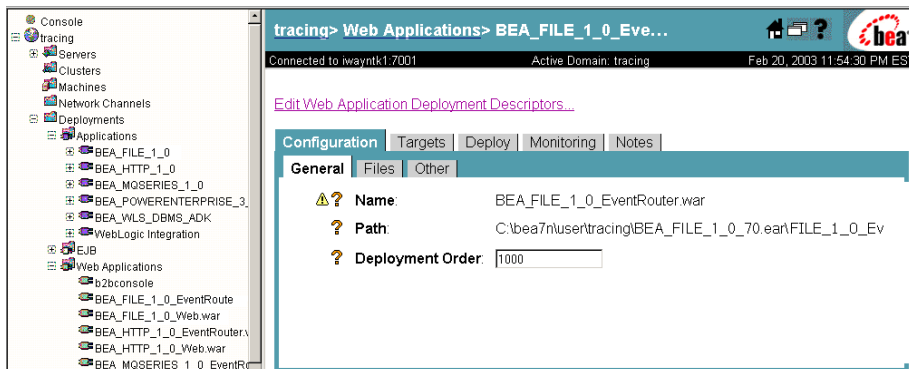 Console
tracing
Servers
Clusters
Machines
Network Channels
Deployments
Applications
BEA_FILE_1_0
BEA_HTTP_1_0
BEA_MQSERIES_1_0
BEA_POWERENTERPRISE_3_
BEA_WLS_DBMS_ADK
WebLogic Integration
EJB
Web Applications
b2bconsole
BEA_FILE_1_0_EventRoute
BEA_FILE_1_0_Web.war
BEA_HTTP_1_0_EventRouter.
BEA_HTTP_1_0_Web.war
BEA_MQSERIES_1_0_EventRo
tracing> Web Applications> BEA_FILE_1_0_Eve...
?
bea
Connected to iwayntk1:7001 Active Domain: tracing Feb 20, 2003 11:54:30 PM ES
Edit Web Application Deployment Descriptors...
Configuration Targets Deploy Monitoring Notes
General Files Other
? Name: BEA_FILE_1_0_EventRouter.war
? Path: C:\bea7n\user\tracing\BEA_FILE_1_0_70.ear\FILE_1_0_Ev
? Deployment Order: 1000